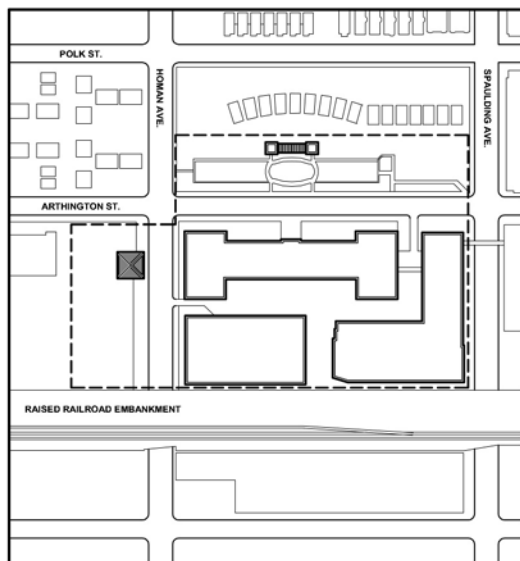 POLK ST.
HOMAN AVE.
SPAULDING AVE.
ARTHINGTON ST.
RAISED RAILROAD EMBANKMENT